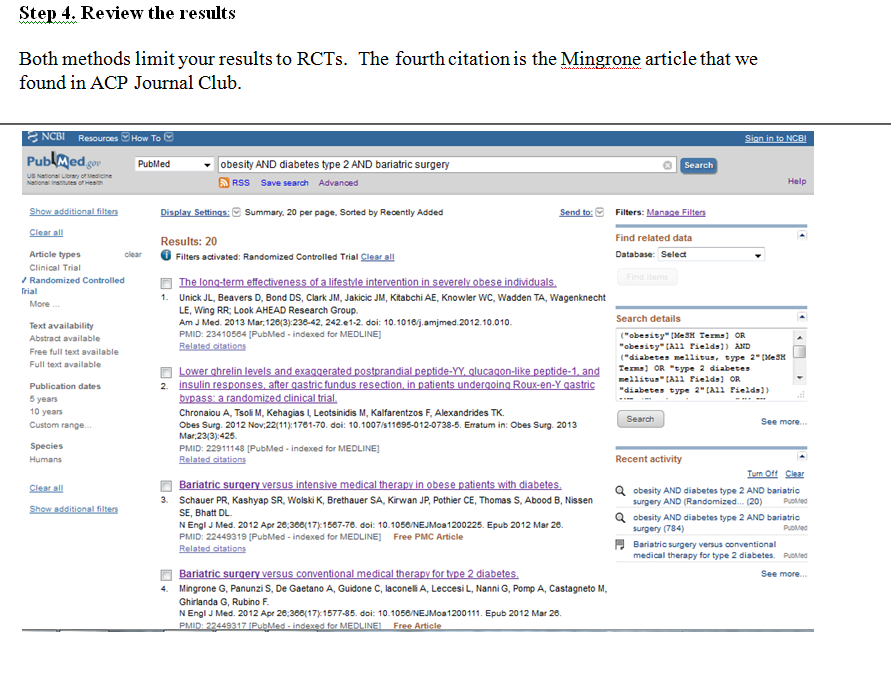 Step 4. Review the results
Both methods limit your results to RCTs. The fourth citation is the Mingrone article that we
found in ACP Journal Club.
NCBI Resources How To Sign in to NCBI
PubMed.gov
US National Library of Medicine
National Institutes of Health
PubMed
obesity AND diabetes type 2 AND bariatric surgery
Search
RSS Save search Advanced
Help
Show additional filters
Clear all
Article types clear
Clinical Trial
Randomized Controlled
Trial
More ...
Text availability
Abstract available
Free full text available
Full text available
Publication dates
5 years
10 years
Custom range...
Species
Humans
Clear all
Show additional filters
Display Settings: Summary, 20 per page, Sorted by Recently Added Send to:
Results: 20
Filters activated: Randomized Controlled Trial Clear all
The long-term effectiveness of a lifestyle intervention in severely obese individuals.
1. Unick JL, Beavers D, Bond DS, Clark JM, Jakicic JM, Kitabchi AE, Knowler WC, Wadden TA, Wagenknecht
LE, Wing RR; Look AHEAD Research Group.
Am J Med. 2013 Mar;126(3):236-42, 242.e1-2. doi: 10.1016/j.amjmed.2012.10.010.
PMID: 23410564 [PubMed - indexed for MEDLINE]
Related citations
Lower ghrelin levels and exaggerated postprandial peptide-YY, glucagon-like peptide-1, and
2. insulin responses, after gastric fundus resection, in patients undergoing Roux-en-Y gastric
bypass: a randomized clinical trial.
Chronaiou A, Tsoli M, Kehagias I, Leotsinidis M, Kalfarentzos F, Alexandrides TK.
Obes Surg. 2012 Nov;22(11):1761-70. doi: 10.1007/s11695-012-0738-5. Erratum in: Obes Surg. 2013
Mar;23(3):425.
PMID: 22911148 [PubMed - indexed for MEDLINE]
Related citations
Bariatric surgery versus intensive medical therapy in obese patients with diabetes.
3. Schauer PR, Kashyap SR, Wolski K, Brethauer SA, Kirwan JP, Pothier CE, Thomas S, Abood B, Nissen
SE, Bhatt DL.
N Engl J Med. 2012 Apr 26;366(17):1567-76. doi: 10.1056/NEJMoa1200225. Epub 2012 Mar 26.
PMID: 22449319 [PubMed - indexed for MEDLINE] Free PMC Article
Related citations
Bariatric surgery versus conventional medical therapy for type 2 diabetes.
4. Mingrone G, Panunzi S, De Gaetano A, Guidone C, Iaconelli A, Leccesi L, Nanni G, Pomp A, Castagneto M,
Ghirlanda G, Rubino F.
N Engl J Med. 2012 Apr 26;366(17):1577-85. doi: 10.1056/NEJMoa1200111. Epub 2012 Mar 26.
PMID: 22449317 [PubMed - indexed for MEDLINE] Free Article
Filters: Manage Filters
Find related data
Database: Select
Find items
Search details
("obesity"[MeSH Terms] OR
"obesity"[All Fields]) AND
("diabetes mellitus, type 2"[MeSH
Terms] OR "type 2 diabetes
mellitus"[All Fields] OR
"diabetes type 2"[All Fields])
Search
See more...
Recent activity
Turn Off Clear
obesity AND diabetes type 2 AND bariatric
surgery AND (Randomized... (20) PubMed
obesity AND diabetes type 2 AND bariatric
surgery (784) PubMed
Bariatric surgery versus conventional
medical therapy for type 2 diabetes. PubMed
See more...